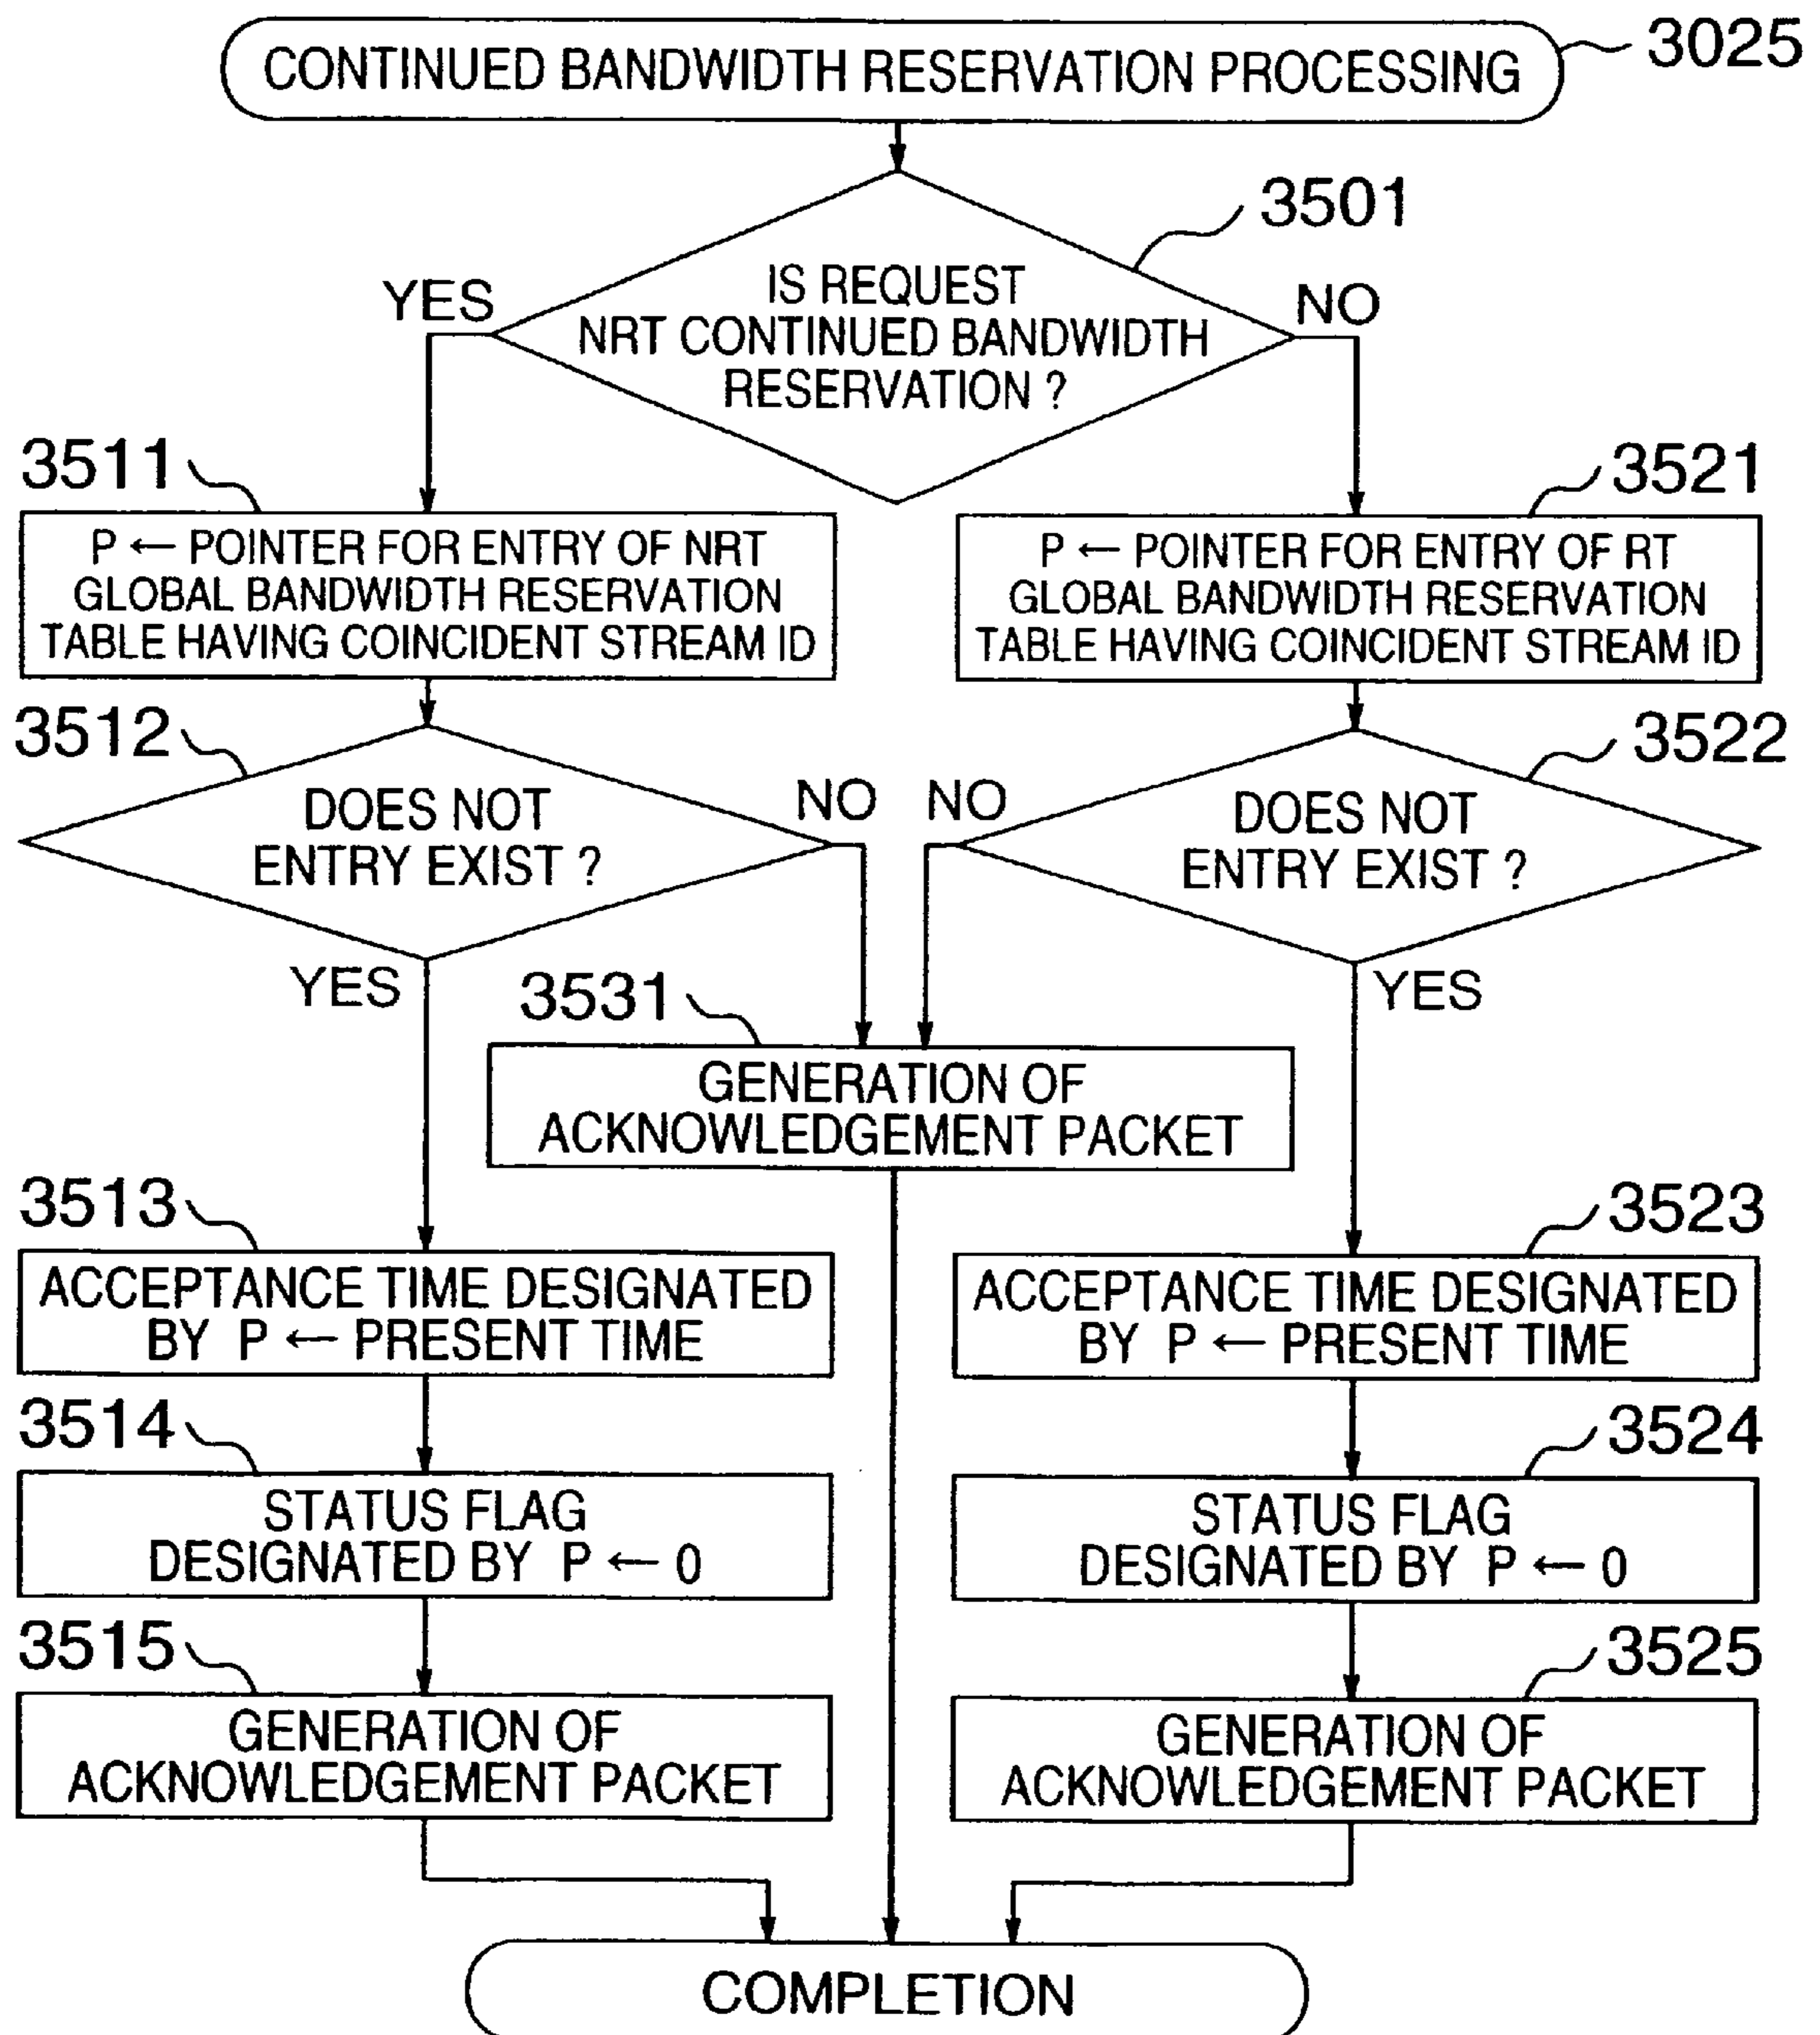 CONTINUED BANDWIDTH RESERVATION PROCESSING
3025
3501
IS REQUEST
NRT CONTINUED BANDWIDTH
RESERVATION ?
YES
NO
3511
P ← POINTER FOR ENTRY OF NRT
GLOBAL BANDWIDTH RESERVATION
TABLE HAVING COINCIDENT STREAM ID
3521
P ← POINTER FOR ENTRY OF RT
GLOBAL BANDWIDTH RESERVATION
TABLE HAVING COINCIDENT STREAM ID
3512
DOES NOT
ENTRY EXIST ?
NO
YES
3522
DOES NOT
ENTRY EXIST ?
NO
YES
3531
GENERATION OF
ACKNOWLEDGEMENT PACKET
3513
ACCEPTANCE TIME DESIGNATED
BY P ← PRESENT TIME
3523
ACCEPTANCE TIME DESIGNATED
BY P ← PRESENT TIME
3514
STATUS FLAG
DESIGNATED BY P ← 0
3524
STATUS FLAG
DESIGNATED BY P ← 0
3515
GENERATION OF
ACKNOWLEDGEMENT PACKET
3525
GENERATION OF
ACKNOWLEDGEMENT PACKET
COMPLETION